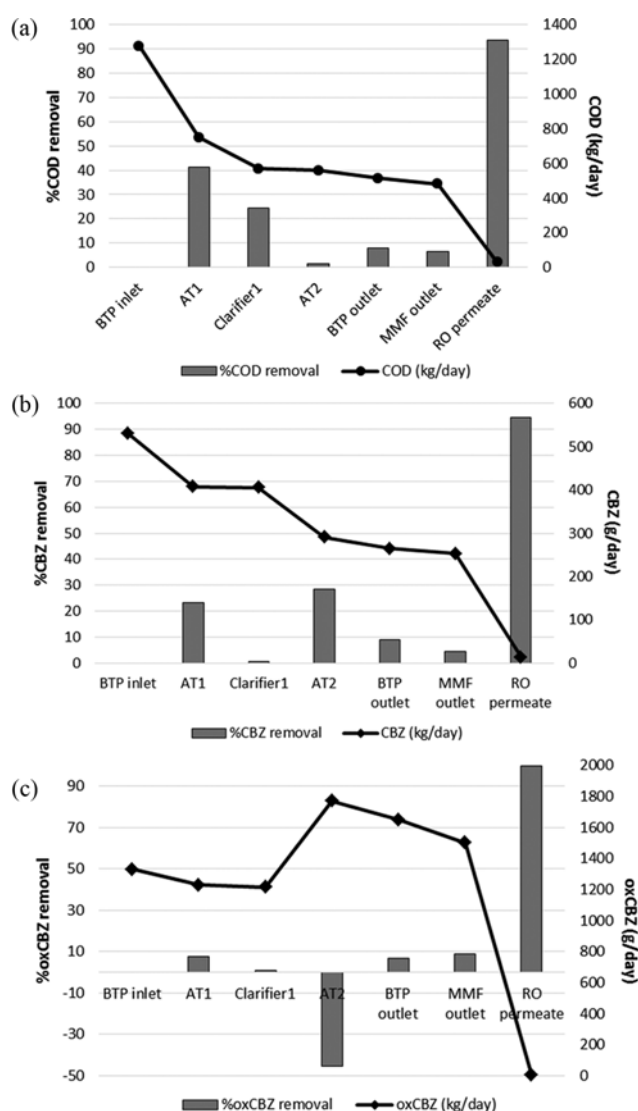 (a)
100
90
80
70
60
50
40
30
20
10
0
%COD removal
1400
1200
1000
800
600
400
200
0
COD (kg/day)
BTP inlet
AT1
Clarifier1
AT2
BTP outlet
MMF outlet
RO permeate
%COD removal
COD (kg/day)
(b)
100
90
80
70
60
50
40
30
20
10
0
%CBZ removal
600
500
400
300
200
100
0
CBZ (g/day)
BTP inlet
AT1
Clarifier1
AT2
BTP
outlet
MMF
outlet
RO
permeate
%CBZ removal
CBZ (kg/day)
(c)
90
70
50
30
10
-10
-30
-50
%oxCBZ removal
2000
1800
1600
1400
1200
1000
800
600
400
200
0
oxCBZ (g/day)
BTP inlet
AT1
Clarifier1
AT2
BTP
outlet
MMF
outlet
RO
permeate
%oxCBZ removal
oxCBZ (kg/day)